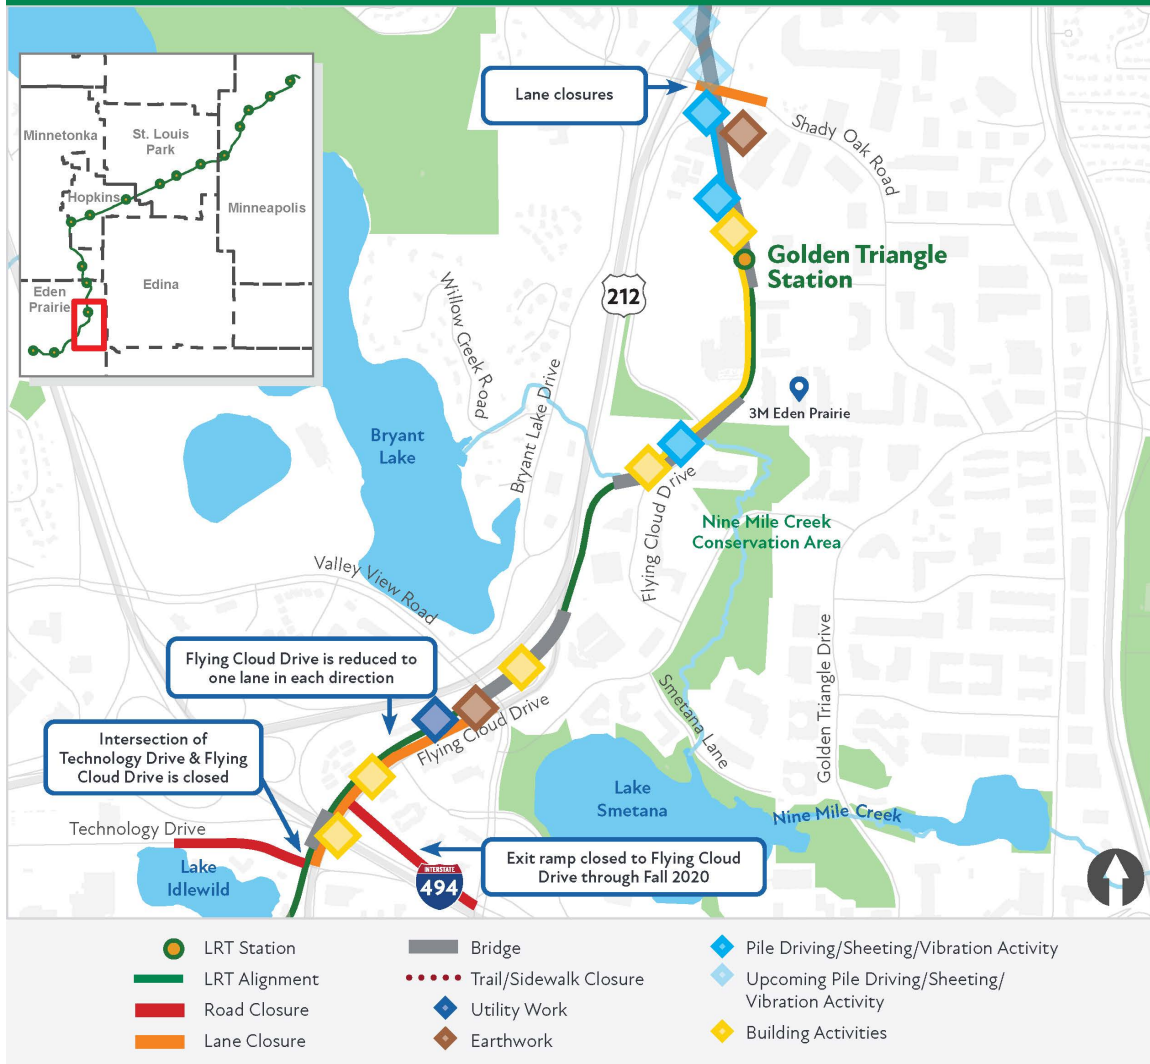 Minnetonka
St. Louis
Park
Hopkins
Minneapolis
Eden
Prairie
Edina
Lane closures
Shady Oak Road
Golden Triangle
Station
212
Willow Creek Road
Bryant Lake Drive
3M Eden Prairie
Bryant
Lake
Flying Cloud Drive
Nine Mile Creek
Conservation Area
Valley View Road
Golden Triangle Drive
Flying Cloud Drive is reduced to
one lane in each direction
Smetana Lane
Flying Cloud Drive
Intersection of
Technology Drive & Flying
Cloud Drive is closed
Lake
Smetana
Nine Mile Creek
Technology Drive
Lake
Idlewild
INTERSTATE
494
Exit ramp closed to Flying Cloud
Drive through Fall 2020
LRT Station
LRT Alignment
Road Closure
Lane Closure
Bridge
Trail/Sidewalk Closure
Utility Work
Earthwork
Pile Driving/Sheeting/Vibration Activity
Upcoming Pile Driving/Sheeting/
Vibration Activity
Building Activities